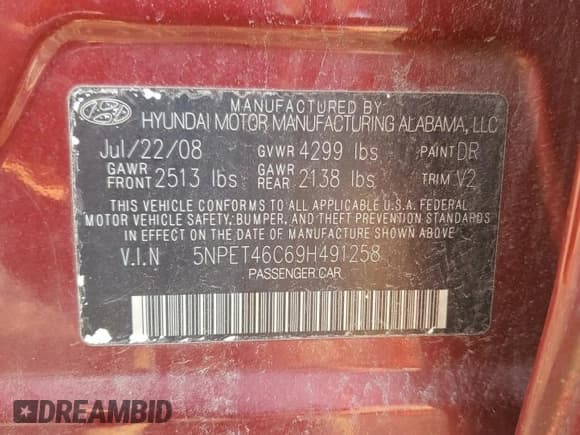 MANUFACTURED BY
HYUNDAI MOTOR MANUFACTURING ALABAMA, LLC
Jul/22/08 GVWR 4299 lbs PAINT DR
GAWR FRONT 2513 lbs GAWR REAR 2138 lbs TRIM V2
THIS VEHICLE CONFORMS TO ALL APPLICABLE U.S.A. FEDERAL
MOTOR VEHICLE SAFETY, BUMPER, AND THEFT PREVENTION STANDARDS
IN EFFECT ON THE DATE OF MANUFACTURE SHOWN ABOVE
V.I.N 5NPET46C69H491258
PASSENGER CAR
DREAMBID